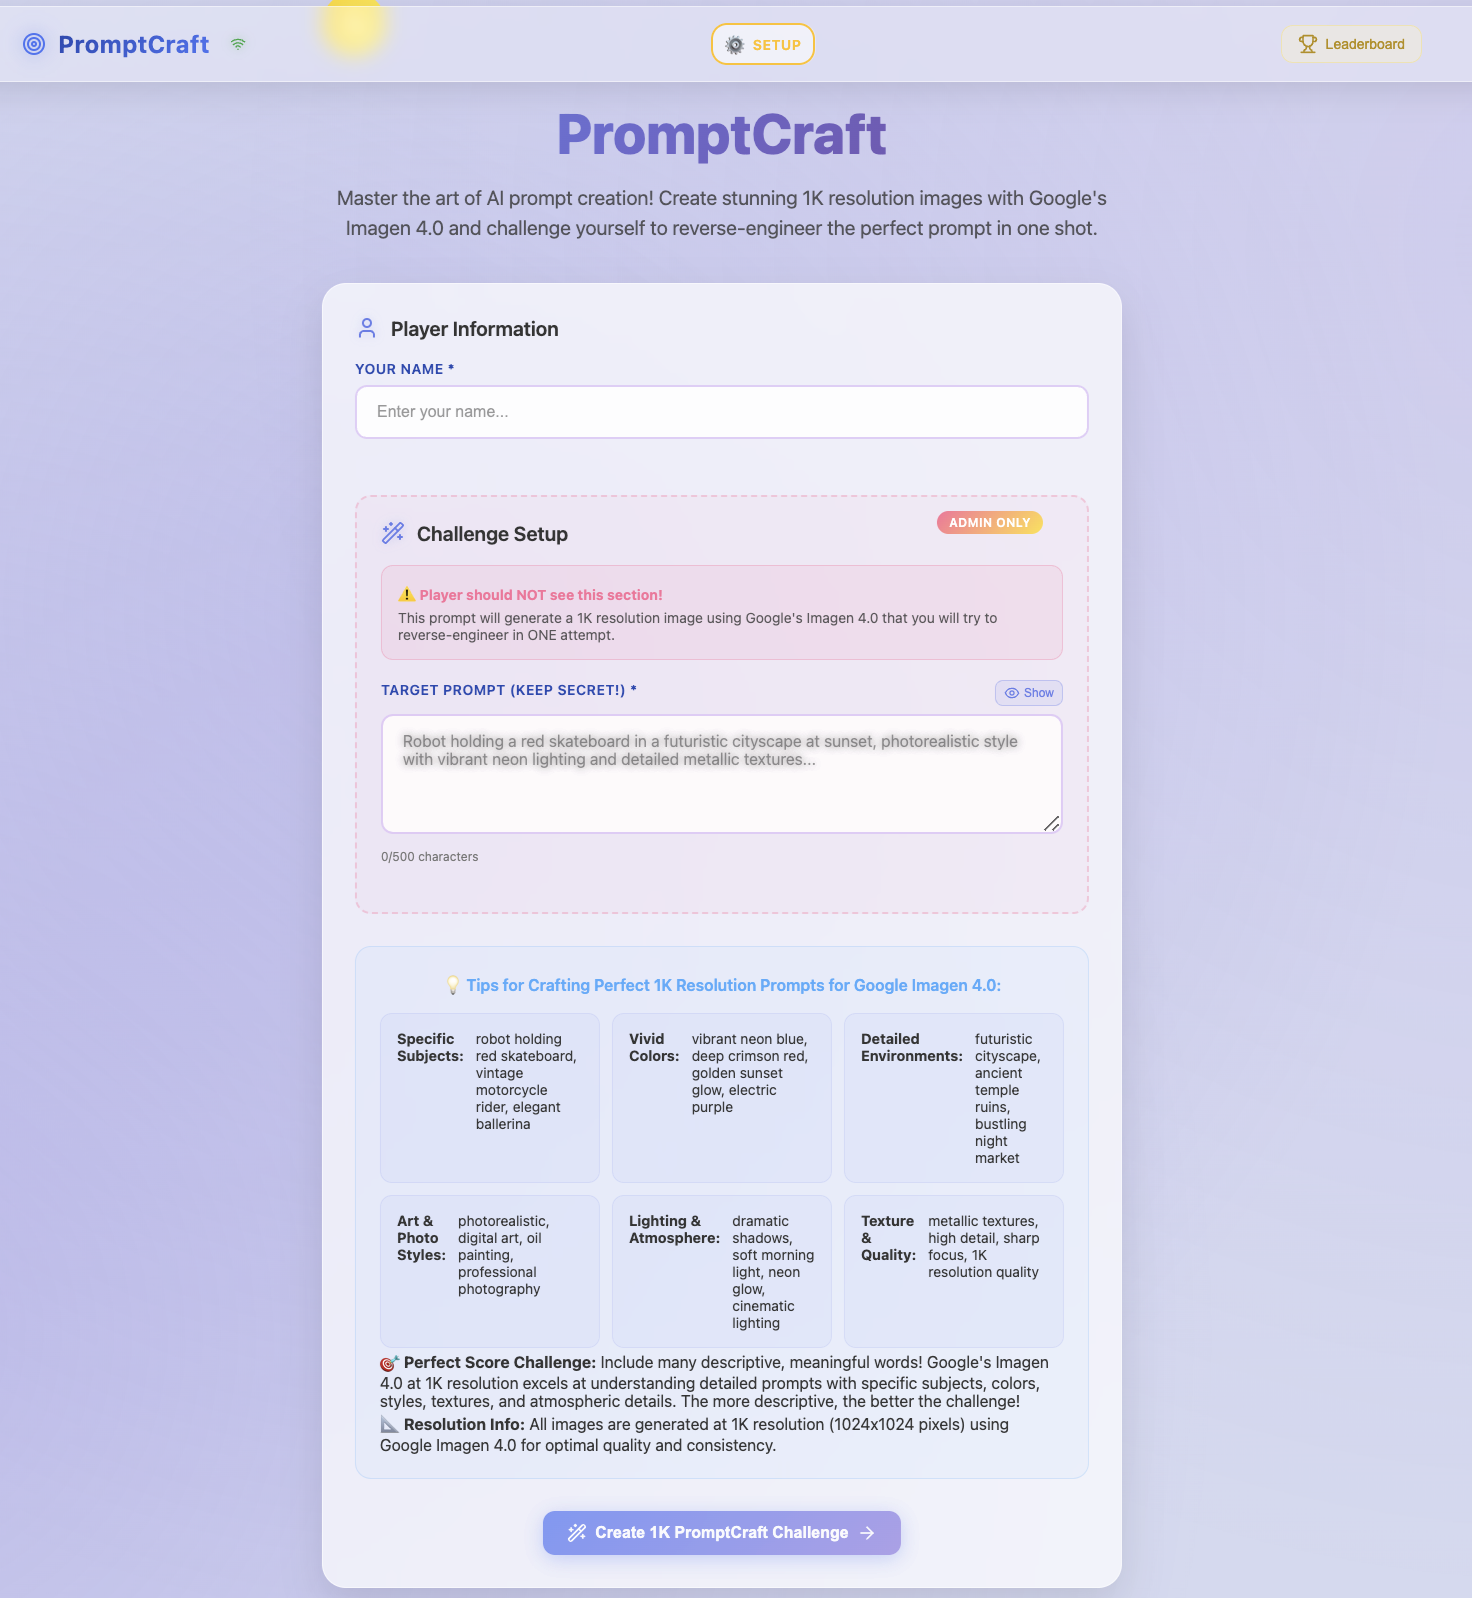 PromptCraft
SETUP
Leaderboard
PromptCraft
Master the art of AI prompt creation! Create stunning 1K resolution images with Google's
Imagen 4.0 and challenge yourself to reverse-engineer the perfect prompt in one shot.
Player Information
YOUR NAME *
Enter your name...
Challenge Setup
ADMIN ONLY
⚠️ Player should NOT see this section!
This prompt will generate a 1K resolution image using Google's Imagen 4.0 that you will try to
reverse-engineer in ONE attempt.
TARGET PROMPT (KEEP SECRET!) *
Show
Robot holding a red skateboard in a futuristic cityscape at sunset, photorealistic style
with vibrant neon lighting and detailed metallic textures...
0/500 characters
💡 Tips for Crafting Perfect 1K Resolution Prompts for Google Imagen 4.0:
Specific
Subjects:
robot holding
red skateboard,
vintage
motorcycle
rider, elegant
ballerina
Vivid
Colors:
vibrant neon blue,
deep crimson red,
golden sunset
glow, electric
purple
Detailed
Environments:
futuristic
cityscape,
ancient
temple
ruins,
bustling
night
market
Art &
Photo
Styles:
photorealistic,
digital art, oil
painting,
professional
photography
Lighting &
Atmosphere:
dramatic
shadows,
soft morning
light, neon
glow,
cinematic
lighting
Texture
&
Quality:
metallic textures,
high detail, sharp
focus, 1K
resolution quality
🎯 Perfect Score Challenge: Include many descriptive, meaningful words! Google's Imagen
4.0 at 1K resolution excels at understanding detailed prompts with specific subjects, colors,
styles, textures, and atmospheric details. The more descriptive, the better the challenge!
📐 Resolution Info: All images are generated at 1K resolution (1024x1024 pixels) using
Google Imagen 4.0 for optimal quality and consistency.
Create 1K PromptCraft Challenge →